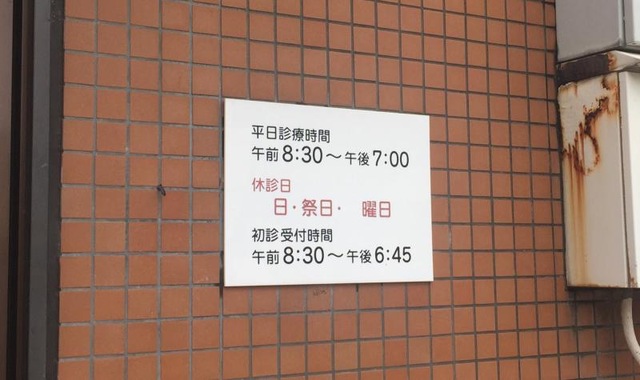 平日診療時間
午前8:30〜午後7:00
休診日
日・祭日・　曜日
初診受付時間
午前8:30〜午後6:45